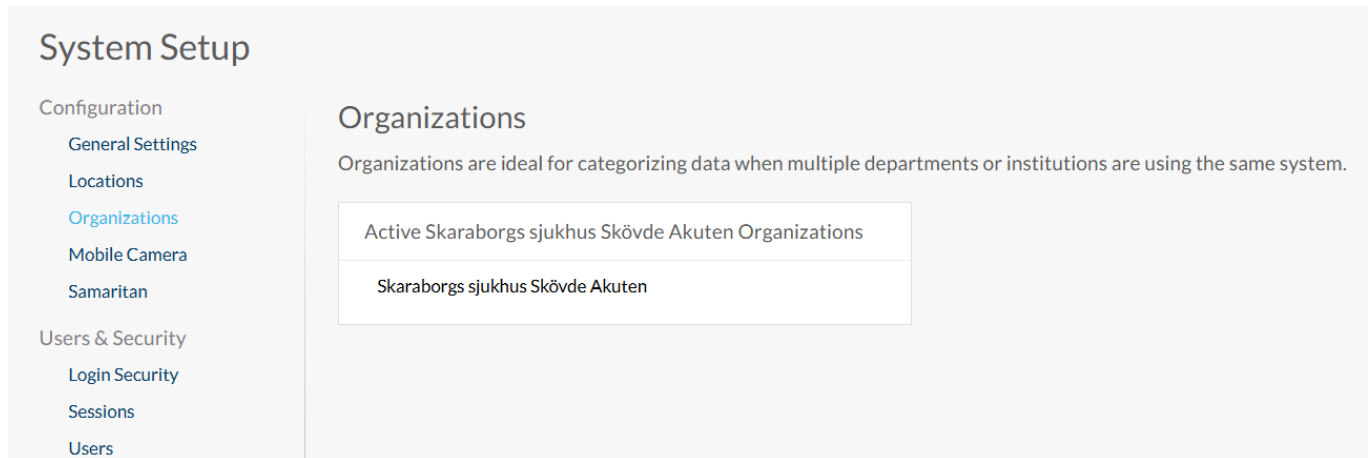 System Setup
Configuration
General Settings
Locations
Organizations
Mobile Camera
Samaritan
Users & Security
Login Security
Sessions
Users
Organizations
Organizations are ideal for categorizing data when multiple departments or institutions are using the same system.
Active Skaraborgs sjukhus Skövde Akuten Organizations
Skaraborgs sjukhus Skövde Akuten